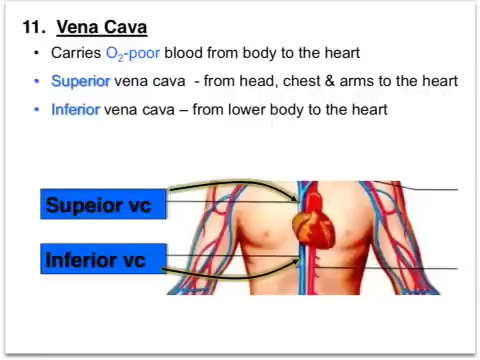 11. Vena Cava
• Carries O₂-poor blood from body to the heart
• Superior vena cava - from head, chest & arms to the heart
• Inferior vena cava – from lower body to the heart
Supeior vc
Inferior vc